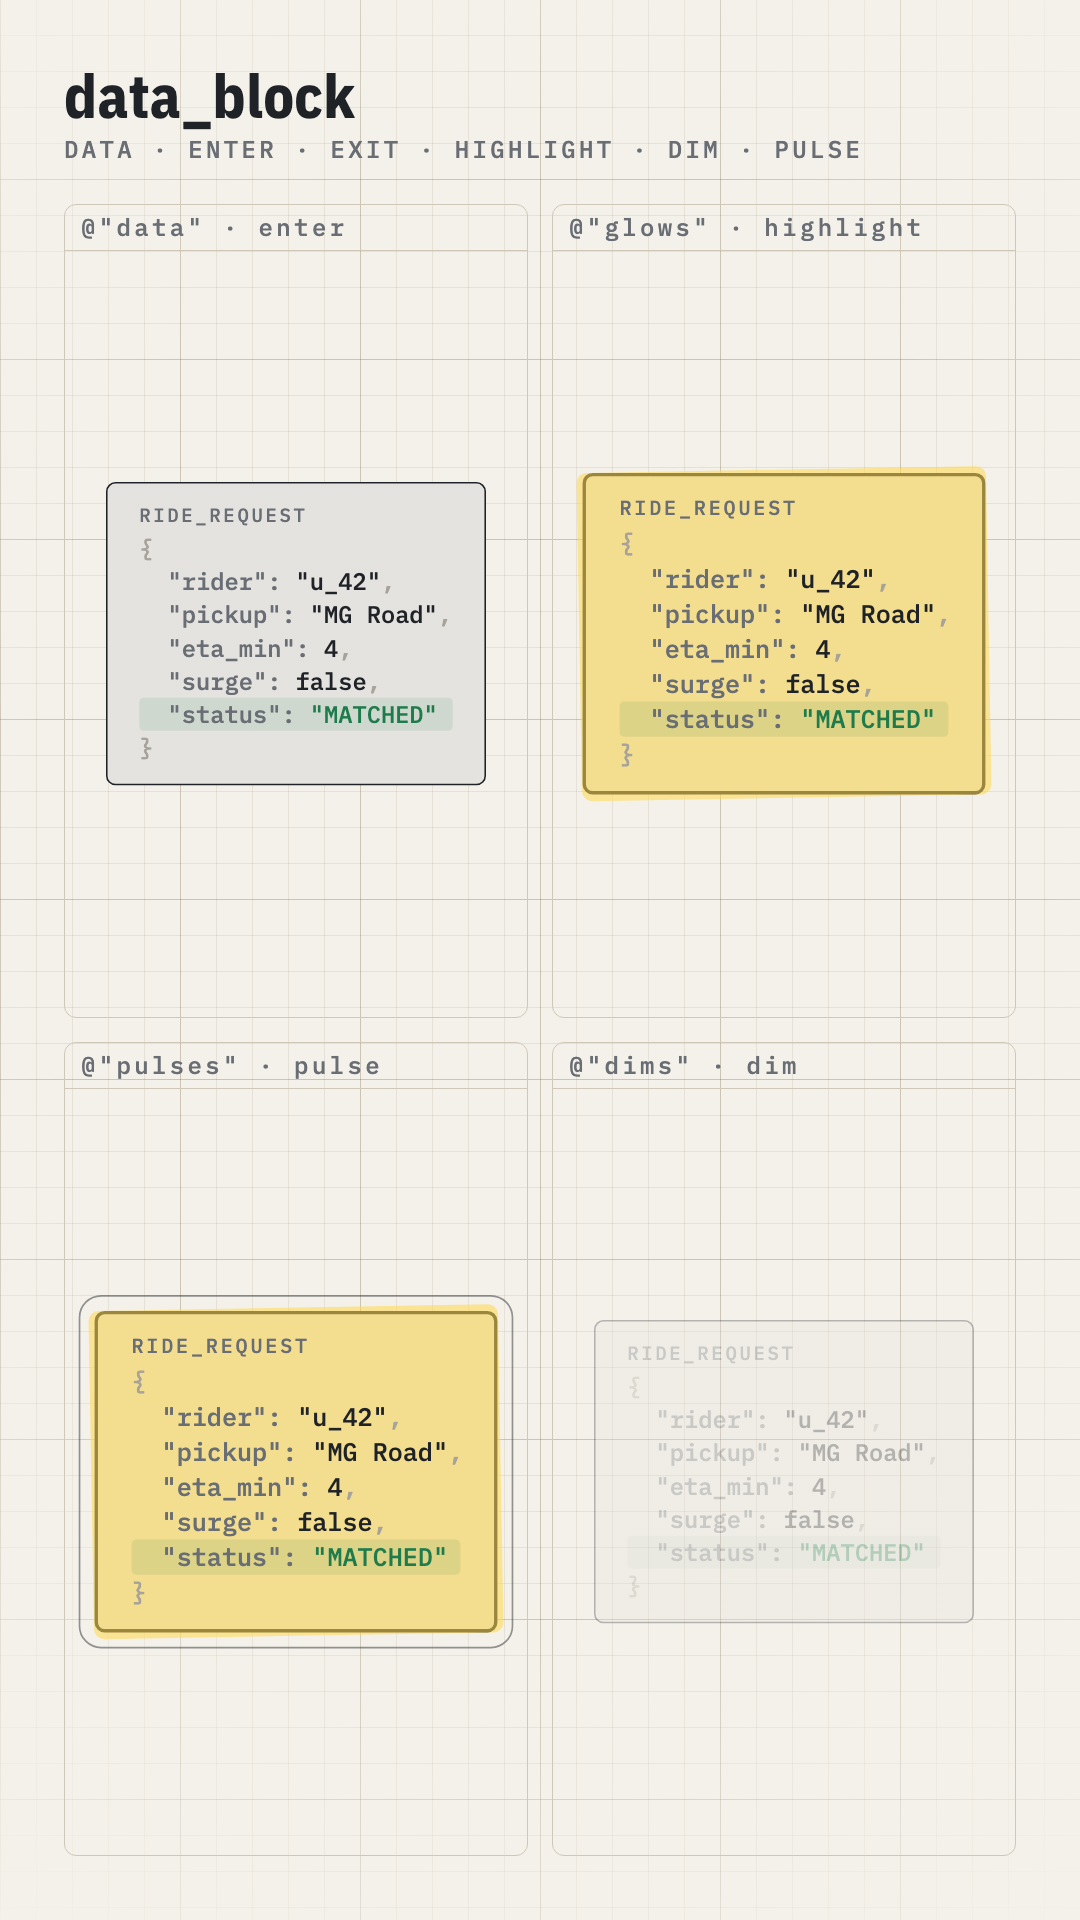 data_block
DATA · ENTER · EXIT · HIGHLIGHT · DIM · PULSE
@"data" · enter
RIDE_REQUEST
{
"rider": "u_42",
"pickup": "MG Road",
"eta_min": 4,
"surge": false,
"status": "MATCHED"
}
@"glows" · highlight
RIDE_REQUEST
{
"rider": "u_42",
"pickup": "MG Road",
"eta_min": 4,
"surge": false,
"status": "MATCHED"
}
@"pulses" · pulse
RIDE_REQUEST
{
"rider": "u_42",
"pickup": "MG Road",
"eta_min": 4,
"surge": false,
"status": "MATCHED"
}
@"dims" · dim
RIDE_REQUEST
{
"rider": "u_42",
"pickup": "MG Road",
"eta_min": 4,
"surge": false,
"status": "MATCHED"
}